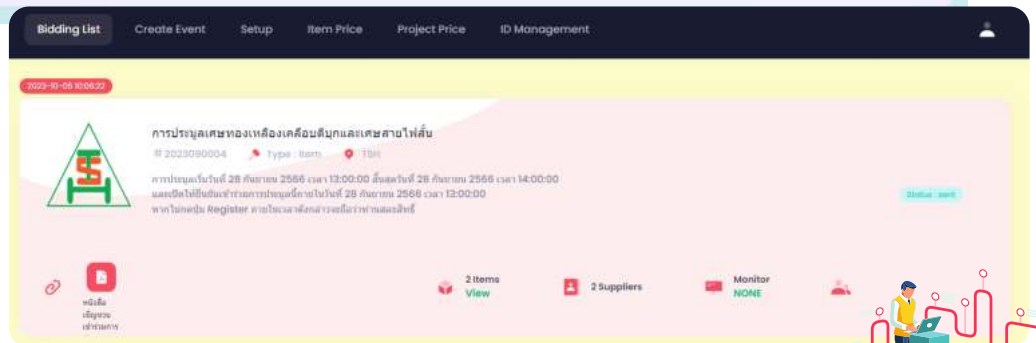 Bidding List Create Event Setup Item Price Project Price ID Management
2023-10-05 10:06:22
การประมูลเศษทองเหลืองเคลือบดีบุกและเศษสายไฟสั้น
# 2023090004 Type : Item TSH
การประมูลเริ่มวันที่ 28 กันยายน 2566 เวลา 13:00:00 สิ้นสุดวันที่ 28 กันยายน 2566 เวลา 14:00:00
และเปิดให้ยืนยันเข้าร่วมการประมูลนี้ภายในวันที่ 28 กันยายน 2566 เวลา 13:00:00
หากไม่กดปุ่ม Register ภายในเวลาดังกล่าวจะถือว่าท่านสละสิทธิ์
Status : sent
2 Items
View
2 Suppliers
Monitor
NONE
หนังสือ
เชิญชวน
เข้าร่วมการ